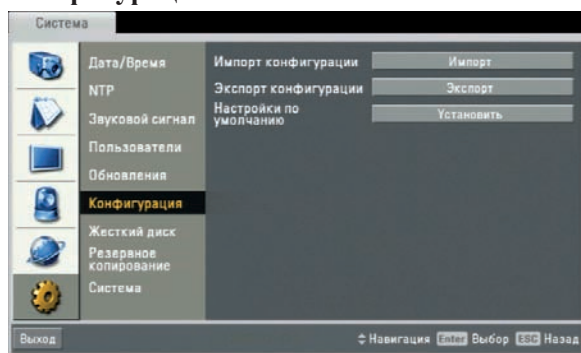 Система
Дата/Время
NTP
Звуковой сигнал
Пользователи
Обновления
Конфигурация
Жесткий диск
Резервное
копирование
Система
Импорт конфигурации
Импорт
Экспорт конфигурации
Экспорт
Настройки по
умолчанию
Установить
Выход
Навигация Enter Выбор ESC Назад